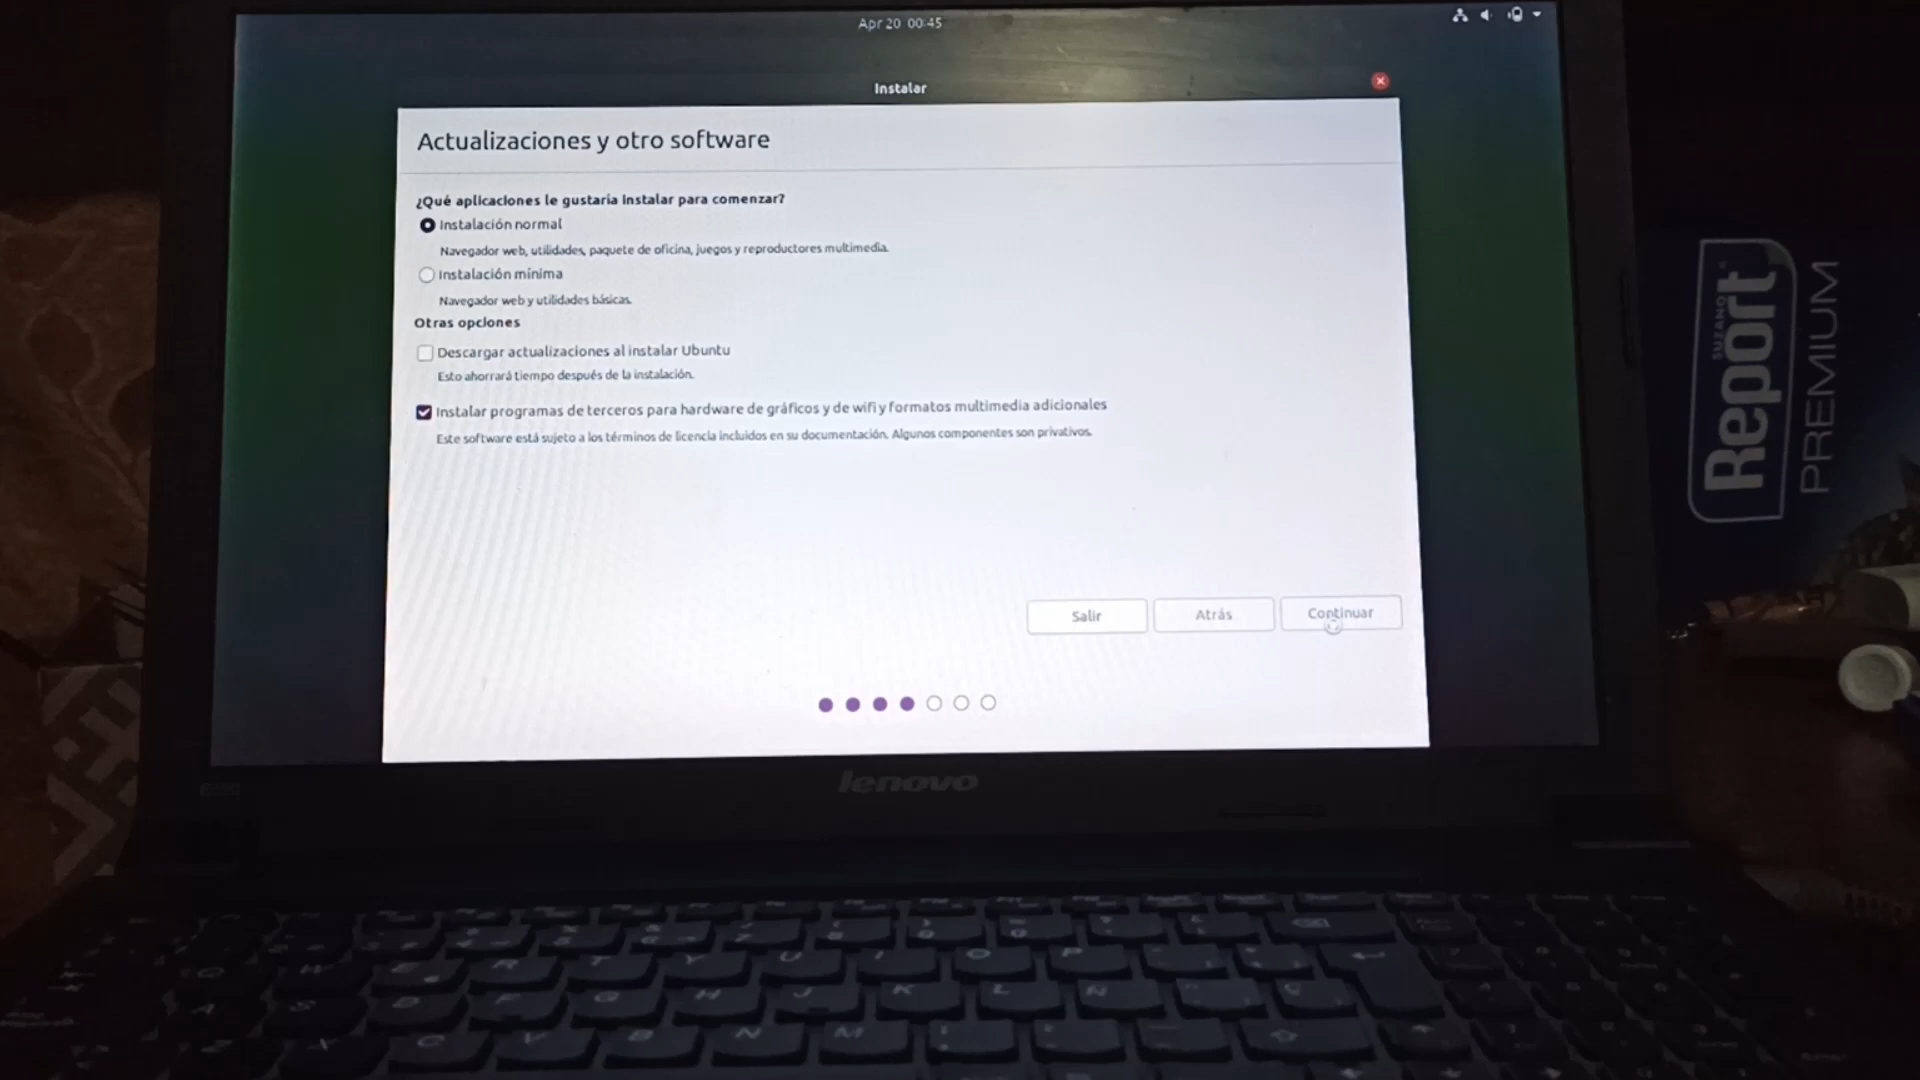 Apr 20 00:45
Instalar
Actualizaciones y otro software
¿Qué aplicaciones le gustaría instalar para comenzar?
Instalación normal
Navegador web, utilidades, paquete de oficina, juegos y reproductores multimedia.
Instalación mínima
Navegador web y utilidades básicas.
Otras opciones
Descargar actualizaciones al instalar Ubuntu
Esto ahorrará tiempo después de la instalación.
Instalar programas de terceros para hardware de gráficos y de wifi y formatos multimedia adicionales
Este software está sujeto a los términos de licencia incluidos en su documentación. Algunos componentes son privativos.
Salir
Atrás
Continuar
lenovo
SUZANO
Report
PREMIUM
R T Y U I O P
A S D F G H J K L Ñ
C V B N M